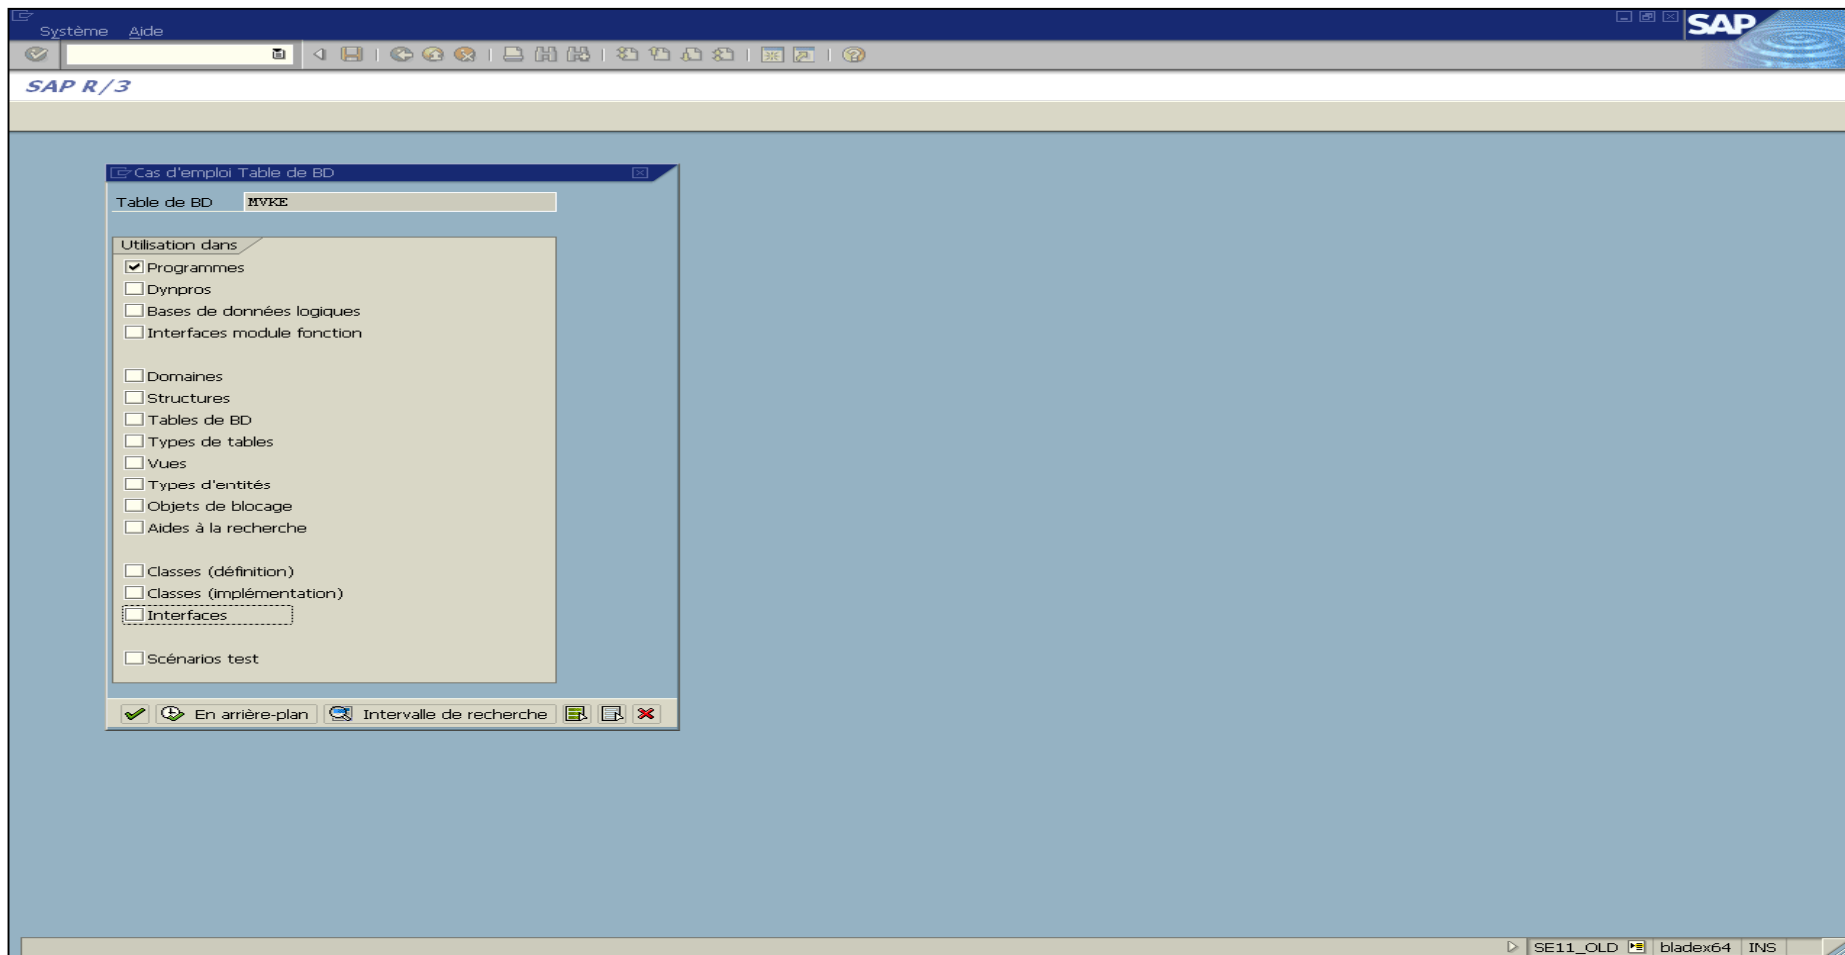 Système Aide
SAP
SAP R/3
Cas d'emploi Table de BD
Table de BD MVKE
Utilisation dans
Programmes
Dynpros
Bases de données logiques
Interfaces module fonction
Domaines
Structures
Tables de BD
Types de tables
Vues
Types d'entités
Objets de blocage
Aides à la recherche
Classes (définition)
Classes (implémentation)
Interfaces
Scénarios test
En arrière-plan Intervalle de recherche
SE11_OLD bladex64 INS